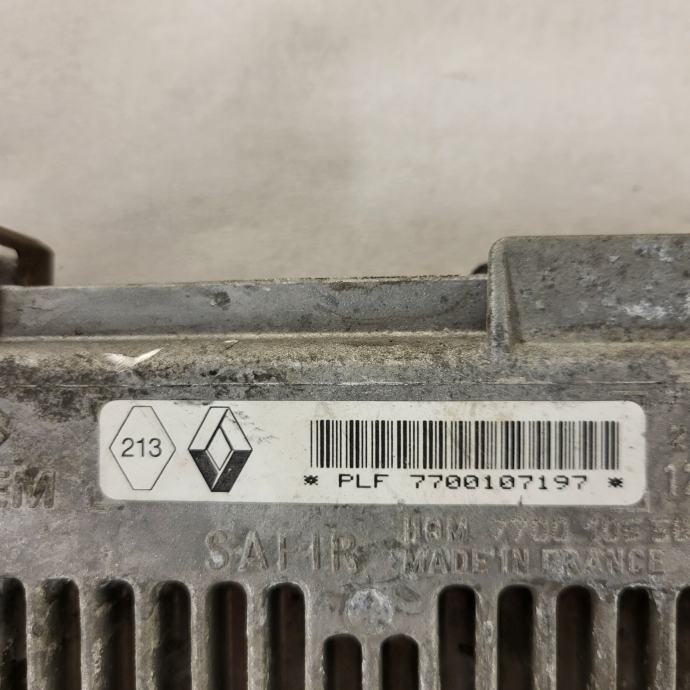 213
* PLF 7700107197 *
SAFIR
MADE IN FRANCE